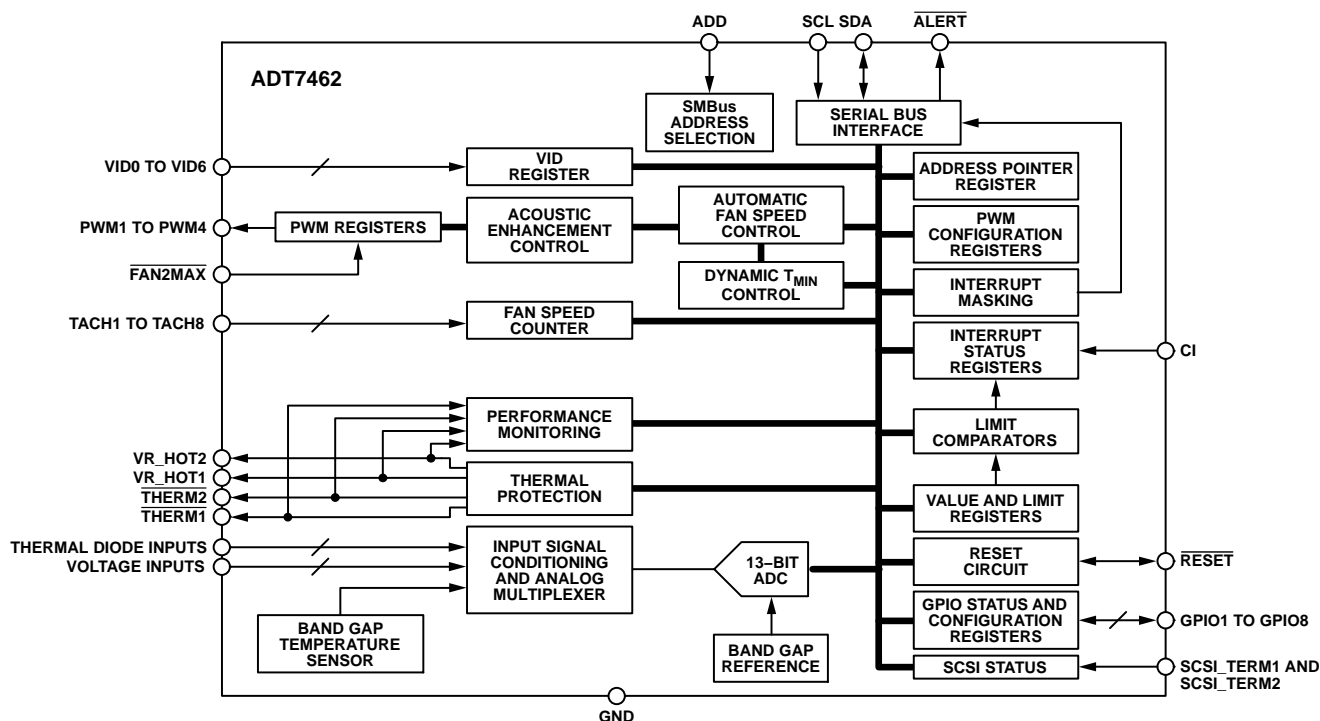 ADD
SCL SDA
ALERT
ADT7462
SMBus
ADDRESS
SELECTION
SERIAL BUS
INTERFACE
VID0 TO VID6
VID
REGISTER
ADDRESS POINTER
REGISTER
PWM1 TO PWM4
PWM REGISTERS
ACOUSTIC
ENHANCEMENT
CONTROL
AUTOMATIC
FAN SPEED
CONTROL
PWM
CONFIGURATION
REGISTERS
FAN2MAX
DYNAMIC TMIN
CONTROL
INTERRUPT
MASKING
TACH1 TO TACH8
FAN SPEED
COUNTER
INTERRUPT
STATUS
REGISTERS
CI
PERFORMANCE
MONITORING
LIMIT
COMPARATORS
VR_HOT2
VR_HOT1
THERM2
THERM1
THERMAL
PROTECTION
VALUE AND LIMIT
REGISTERS
THERMAL DIODE INPUTS
VOLTAGE INPUTS
INPUT SIGNAL
CONDITIONING
AND ANALOG
MULTIPLEXER
13–BIT
ADC
RESET
CIRCUIT
RESET
BAND GAP
TEMPERATURE
SENSOR
BAND GAP
REFERENCE
GPIO STATUS AND
CONFIGURATION
REGISTERS
GPIO1 TO GPIO8
SCSI STATUS
SCSI_TERM1 AND
SCSI_TERM2
GND